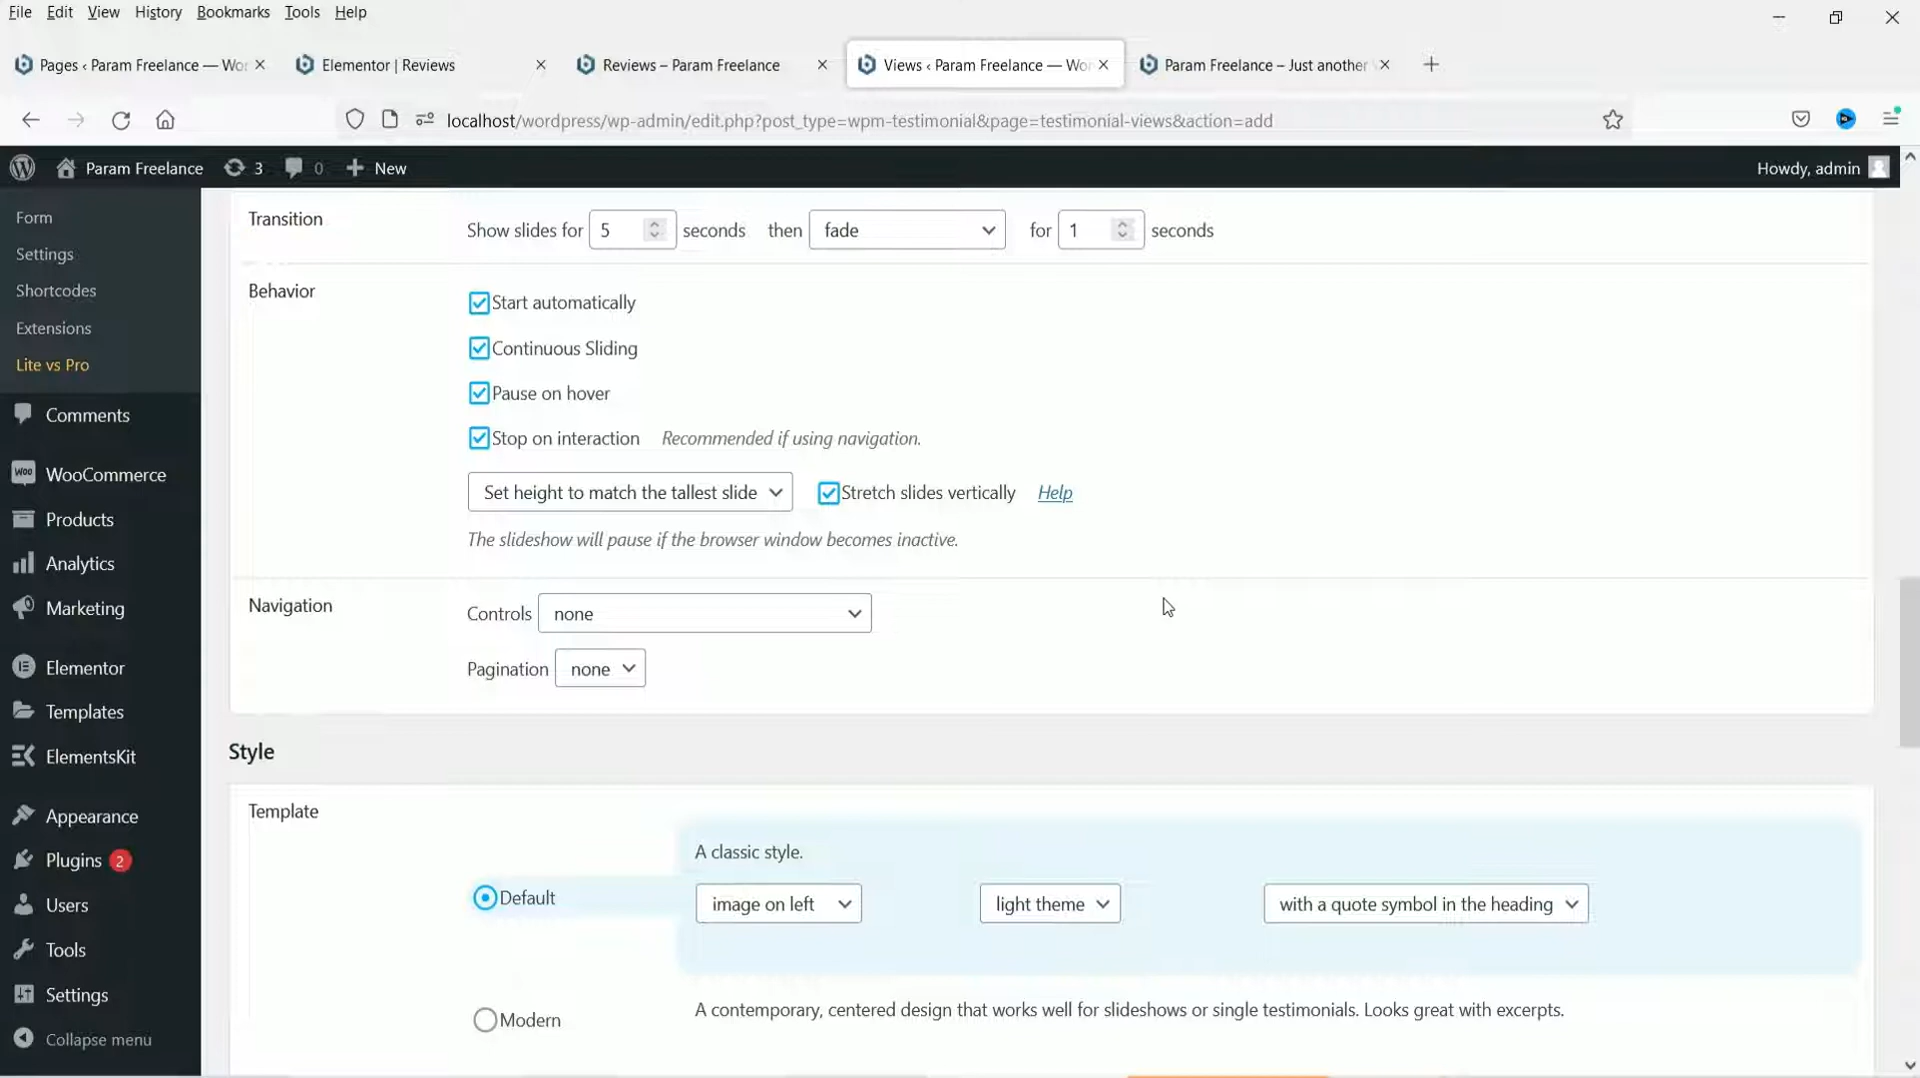 File Edit View History Bookmarks Tools Help
Pages ‹ Param Freelance — Wo
Elementor | Reviews
Reviews – Param Freelance
Views ‹ Param Freelance — Wo
Param Freelance – Just another
localhost/wordpress/wp-admin/edit.php?post_type=wpm-testimonial&page=testimonial-views&action=add
Param Freelance 3 0 New Howdy, admin
Form
Settings
Shortcodes
Extensions
Lite vs Pro
Comments
WooCommerce
Products
Analytics
Marketing
Elementor
Templates
ElementsKit
Appearance
Plugins 2
Users
Tools
Settings
Collapse menu
Transition Show slides for 5 seconds then fade for 1 seconds
Behavior
Start automatically
Continuous Sliding
Pause on hover
Stop on interaction Recommended if using navigation.
Set height to match the tallest slide Stretch slides vertically Help
The slideshow will pause if the browser window becomes inactive.
Navigation Controls none
Pagination none
Style
Template
A classic style.
Default image on left light theme with a quote symbol in the heading
Modern A contemporary, centered design that works well for slideshows or single testimonials. Looks great with excerpts.